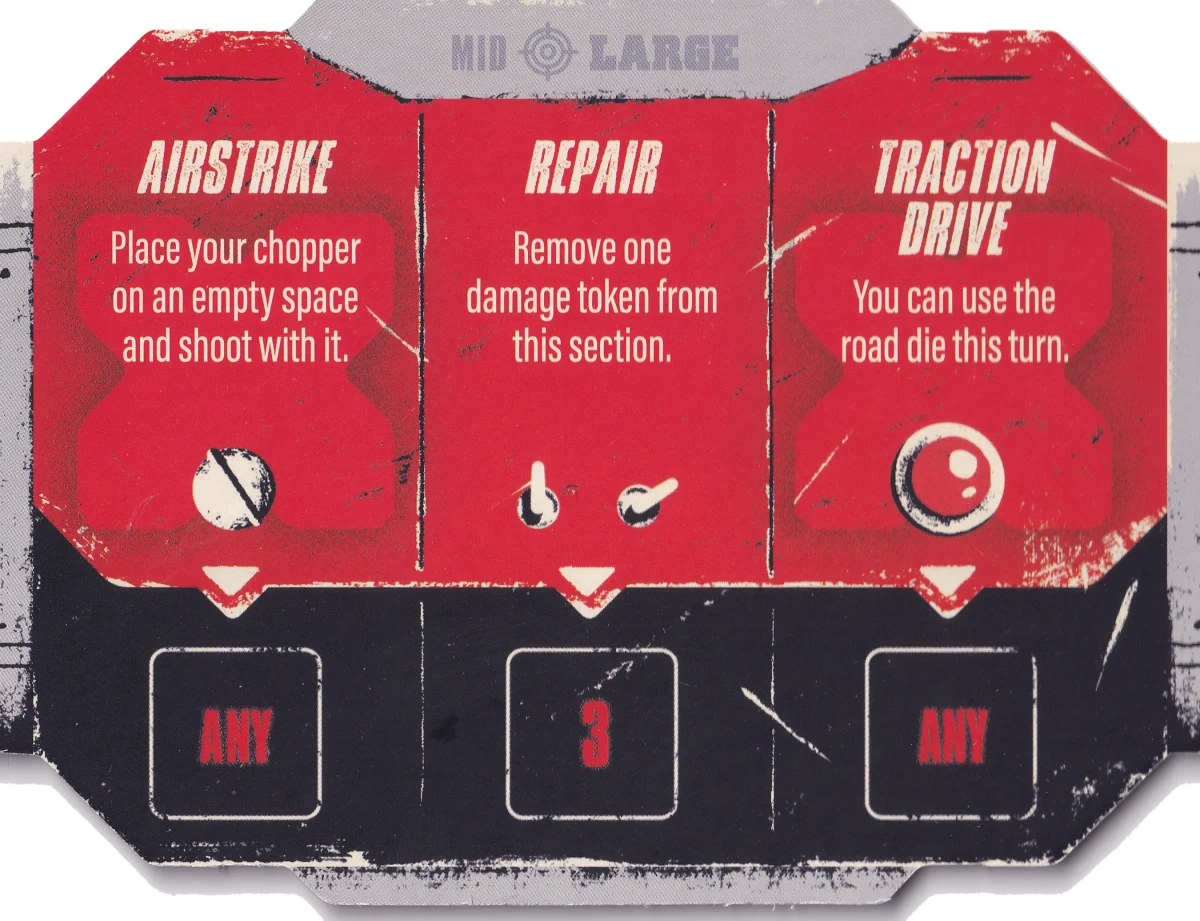 MID LARGE
AIRSTRIKE
Place your chopper
on an empty space
and shoot with it.
ANY
REPAIR
Remove one
damage token from
this section.
3
TRACTION
DRIVE
You can use the
road die this turn.
ANY